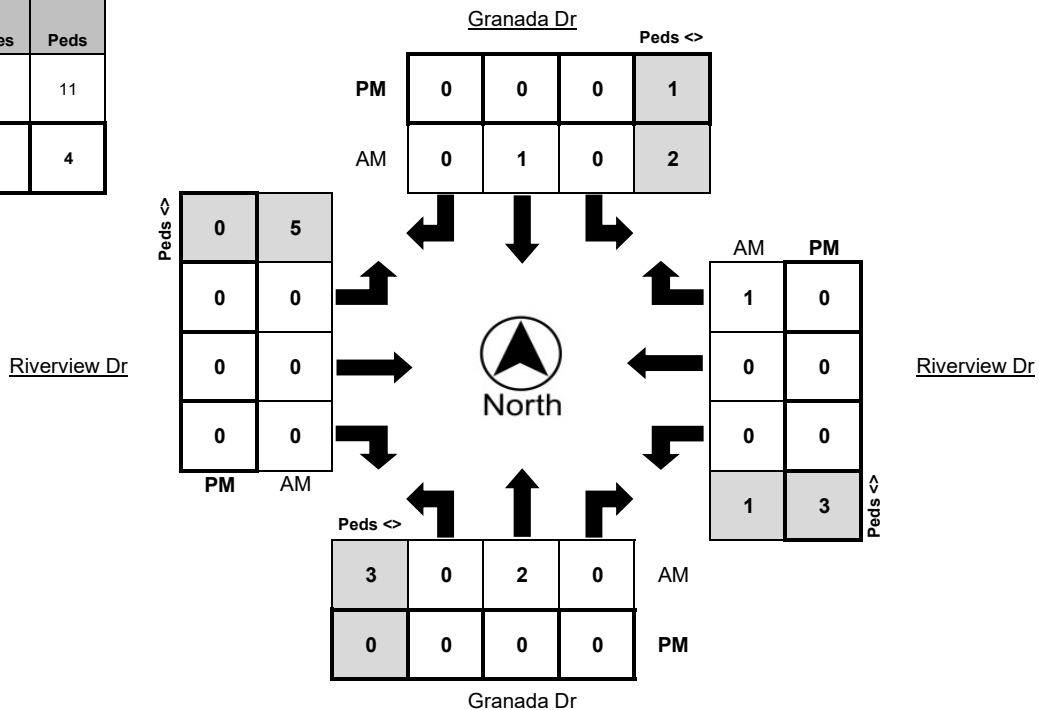 Granada Dr
es Peds
Peds <>
11
PM 0 0 0 1
4
AM 0 1 0 2
Peds <>
0 5
AM PM
0 0
1 0
Riverview Dr
0 0
North
0 0
Riverview Dr
0 0
0 0
PM AM
1 3
Peds <>
Peds <>
3 0 2 0 AM
0 0 0 0 PM
Granada Dr